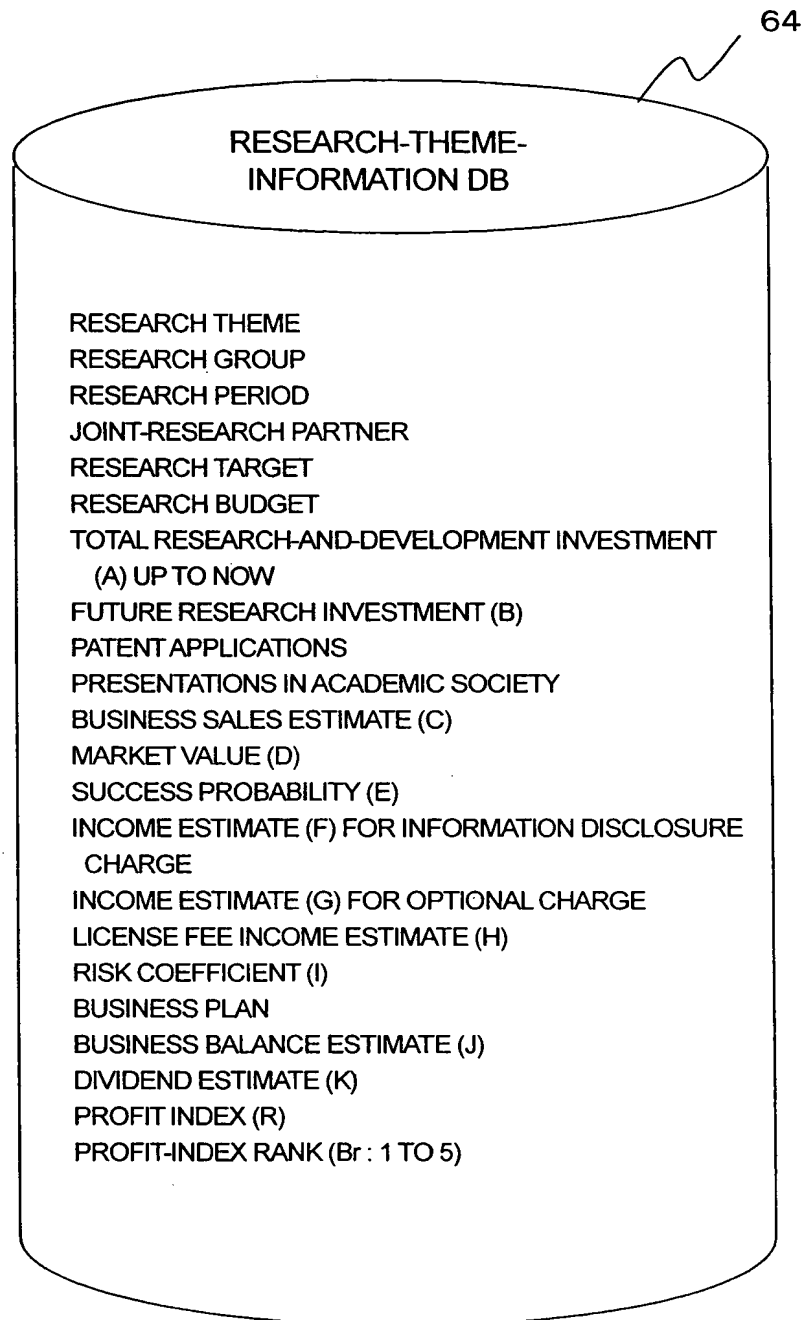 64
RESEARCH-THEME-
INFORMATION DB
RESEARCH THEME
RESEARCH GROUP
RESEARCH PERIOD
JOINT-RESEARCH PARTNER
RESEARCH TARGET
RESEARCH BUDGET
TOTAL RESEARCH-AND-DEVELOPMENT INVESTMENT
(A) UP TO NOW
FUTURE RESEARCH INVESTMENT (B)
PATENT APPLICATIONS
PRESENTATIONS IN ACADEMIC SOCIETY
BUSINESS SALES ESTIMATE (C)
MARKET VALUE (D)
SUCCESS PROBABILITY (E)
INCOME ESTIMATE (F) FOR INFORMATION DISCLOSURE
CHARGE
INCOME ESTIMATE (G) FOR OPTIONAL CHARGE
LICENSE FEE INCOME ESTIMATE (H)
RISK COEFFICIENT (I)
BUSINESS PLAN
BUSINESS BALANCE ESTIMATE (J)
DIVIDEND ESTIMATE (K)
PROFIT INDEX (R)
PROFIT-INDEX RANK (Br : 1 TO 5)